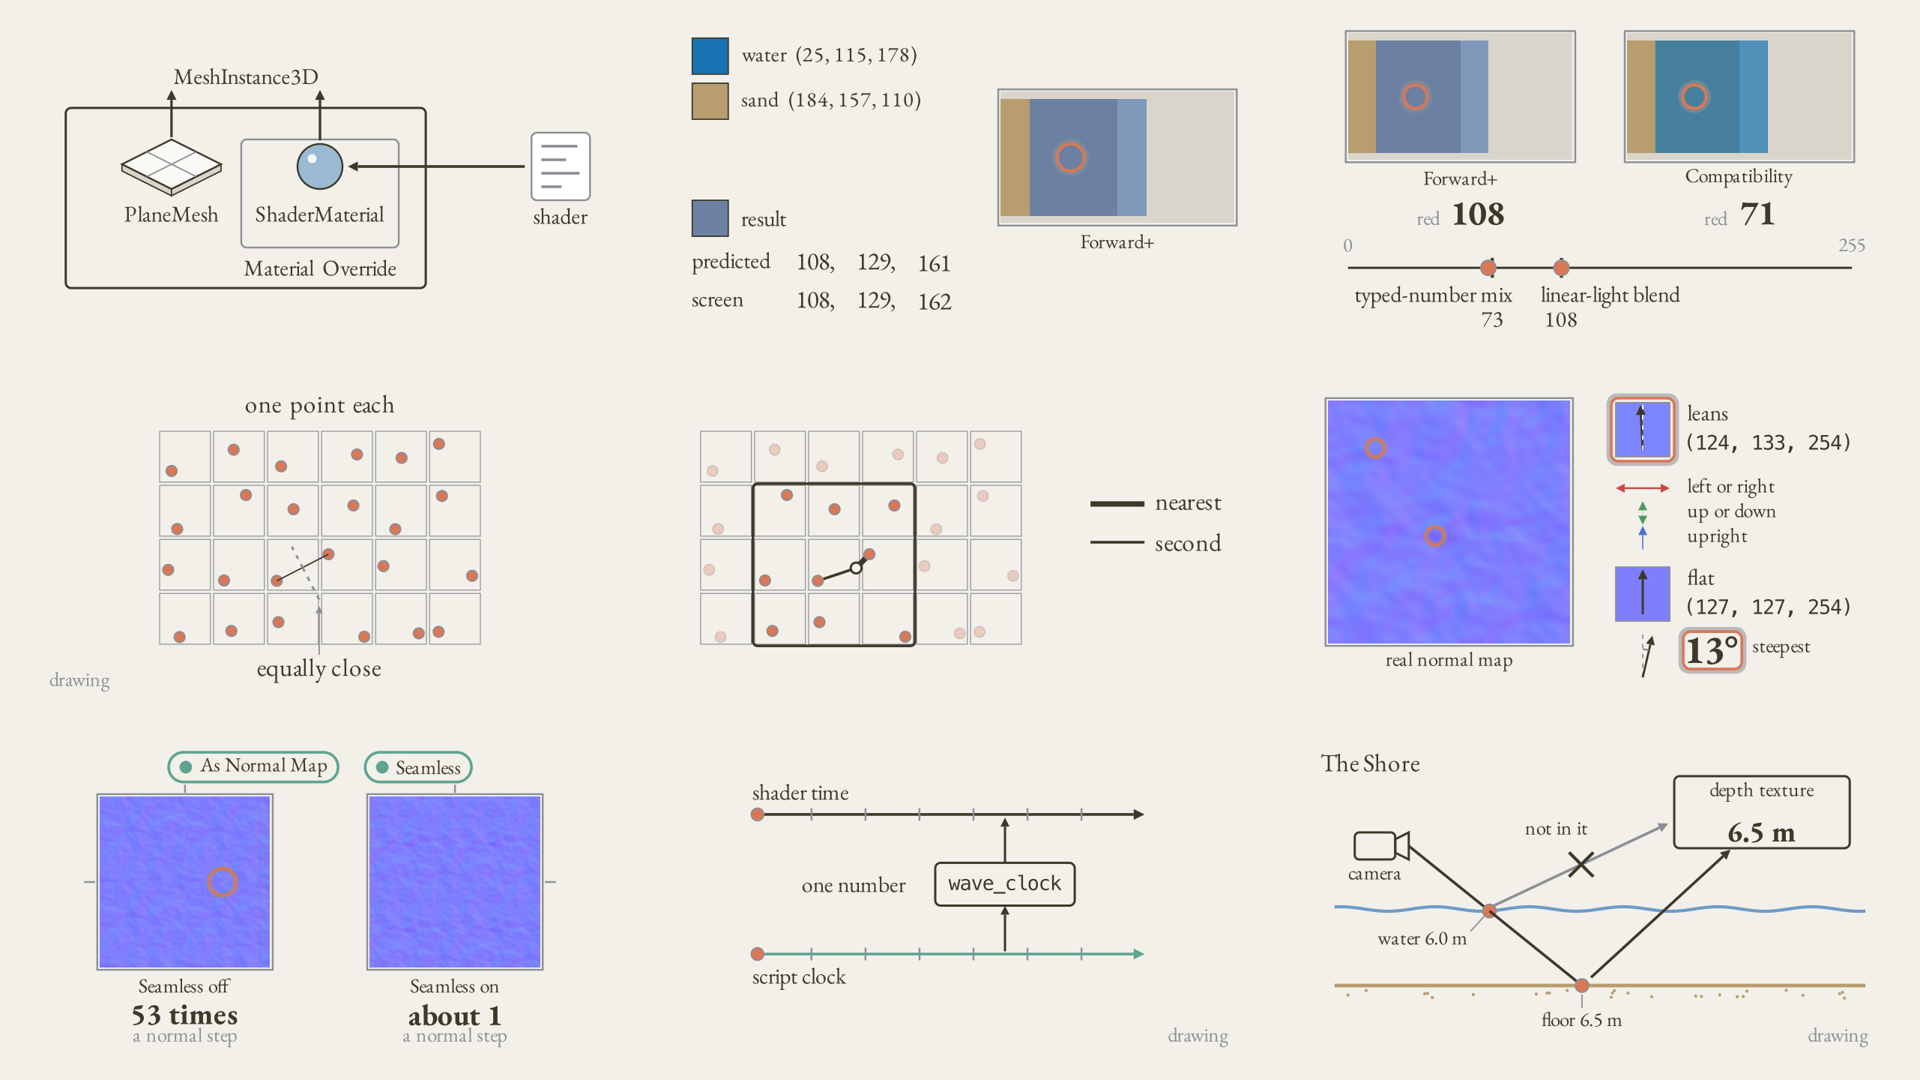 MeshInstance3D
PlaneMesh
ShaderMaterial
Material Override
shader
water (25, 115, 178)
sand (184, 157, 110)
result
predicted 108, 129, 161
screen 108, 129, 162
Forward+
Forward+
red 108
Compatibility
red 71
0
255
typed-number mix
73
linear-light blend
108
one point each
equally close
drawing
nearest
second
real normal map
leans
(124, 133, 254)
left or right
up or down
upright
flat
(127, 127, 254)
13° steepest
As Normal Map
Seamless
Seamless off
53 times
a normal step
Seamless on
about 1
a normal step
shader time
one number
wave_clock
script clock
drawing
The Shore
depth texture
6.5 m
not in it
camera
water 6.0 m
floor 6.5 m
drawing